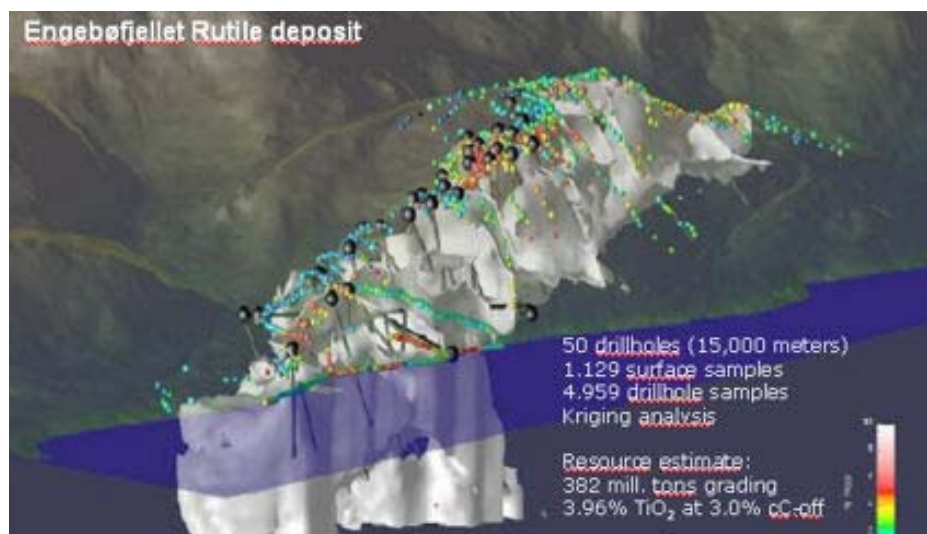 Engebøfjellet Rutile deposit
50 drillholes (15,000 meters)
1.129 surface samples
4.959 drillhole samples
Kriging analysis
Resource estimate:
382 mill. tons grading
3.96% TiO₂ at 3.0% cC-off